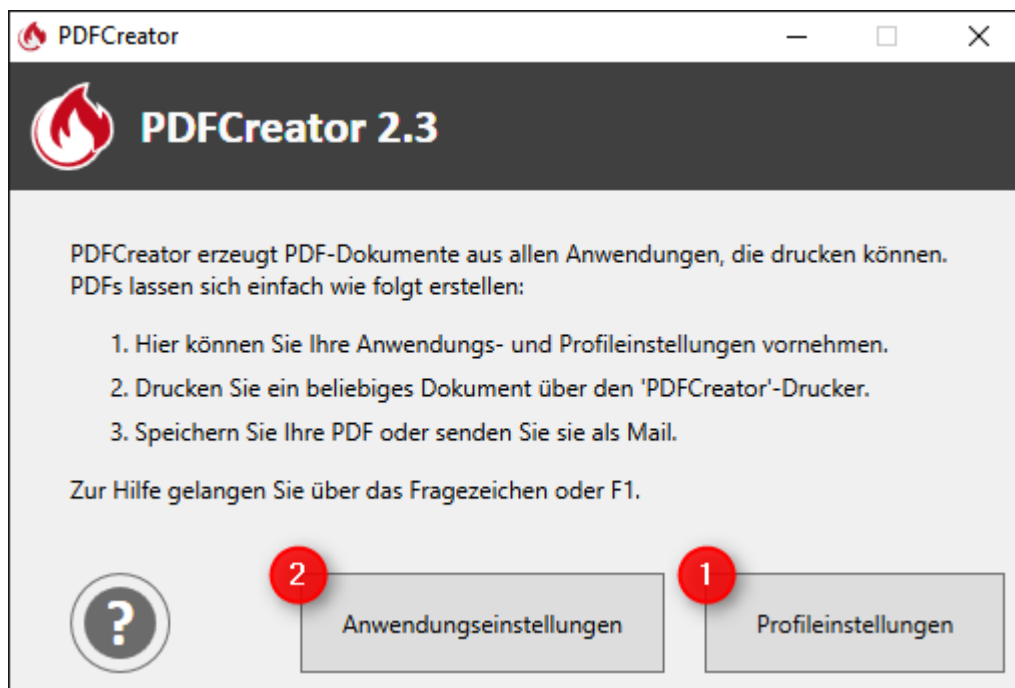 PDFCreator
PDFCreator 2.3
PDFCreator erzeugt PDF-Dokumente aus allen Anwendungen, die drucken können.
PDFs lassen sich einfach wie folgt erstellen:
1. Hier können Sie Ihre Anwendungs- und Profileinstellungen vornehmen.
2. Drucken Sie ein beliebiges Dokument über den 'PDFCreator'-Drucker.
3. Speichern Sie Ihre PDF oder senden Sie sie als Mail.
Zur Hilfe gelangen Sie über das Fragezeichen oder F1.
?
2
Anwendungseinstellungen
1
Profileinstellungen